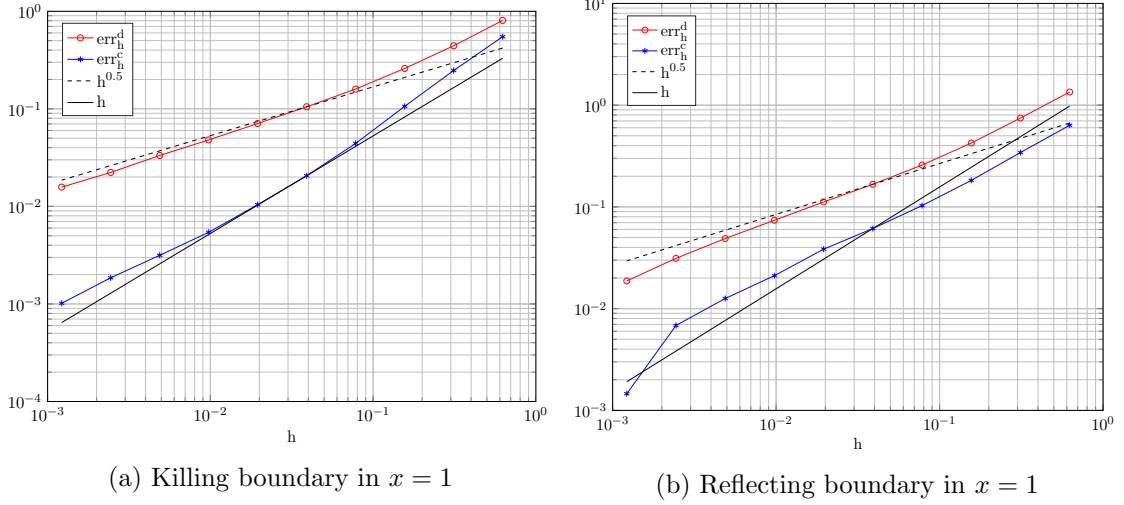 10^0
10^-1
10^-2
10^-3
10^-4
err_h^d
err_h^c
h^0.5
h
10^-3
10^-2
10^-1
10^0
h
(a) Killing boundary in x = 1
10^1
10^0
10^-1
10^-2
10^-3
err_h^d
err_h^c
h^0.5
h
10^-3
10^-2
10^-1
10^0
h
(b) Reflecting boundary in x = 1